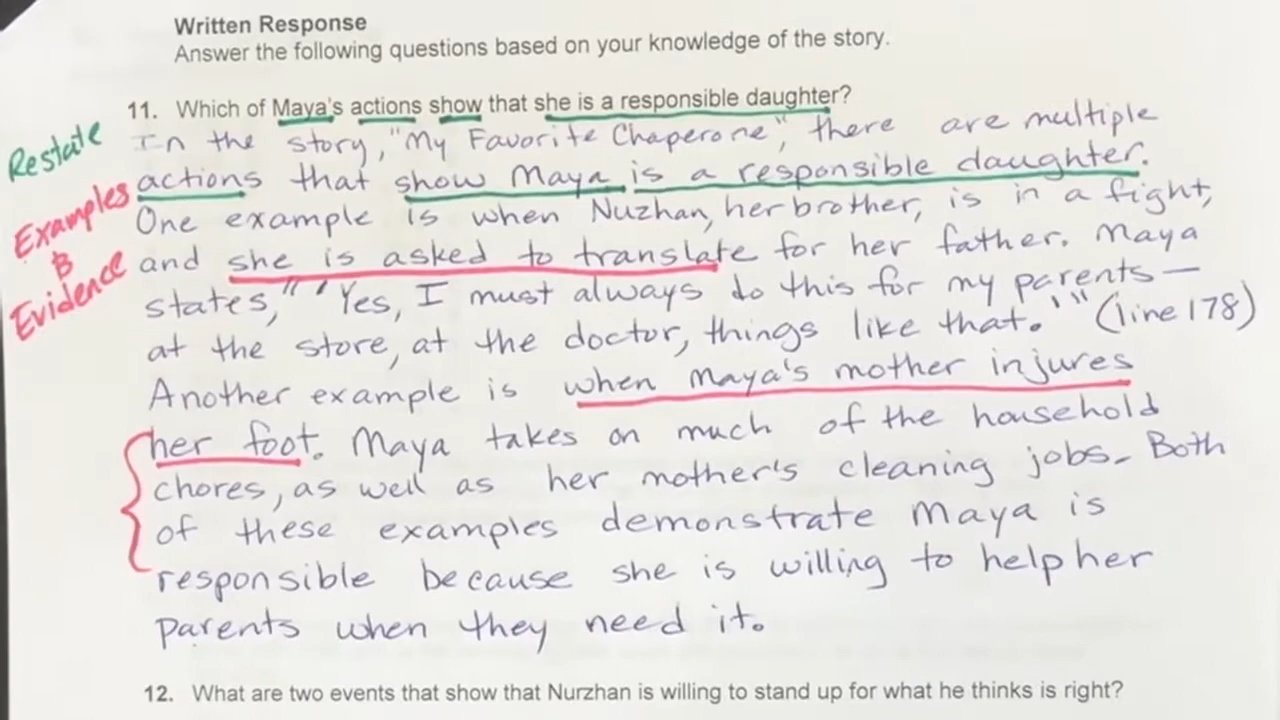 Written Response
Answer the following questions based on your knowledge of the story.
11. Which of Maya's actions show that she is a responsible daughter?
Restate
In the story, "My Favorite Chaperone", there are multiple
actions that show Maya is a responsible daughter.
Examples
One example is when Nuzhan, her brother, is in a fight,
&
and she is asked to translate for her father. Maya
Evidence
states," 'Yes, I must always do this for my parents—
at the store, at the doctor, things like that.'" (line 178)
Another example is when Maya's mother injures
her foot. Maya takes on much of the household
chores, as well as her mother's cleaning jobs. Both
of these examples demonstrate Maya is
responsible because she is willing to help her
parents when they need it.
12. What are two events that show that Nurzhan is willing to stand up for what he thinks is right?